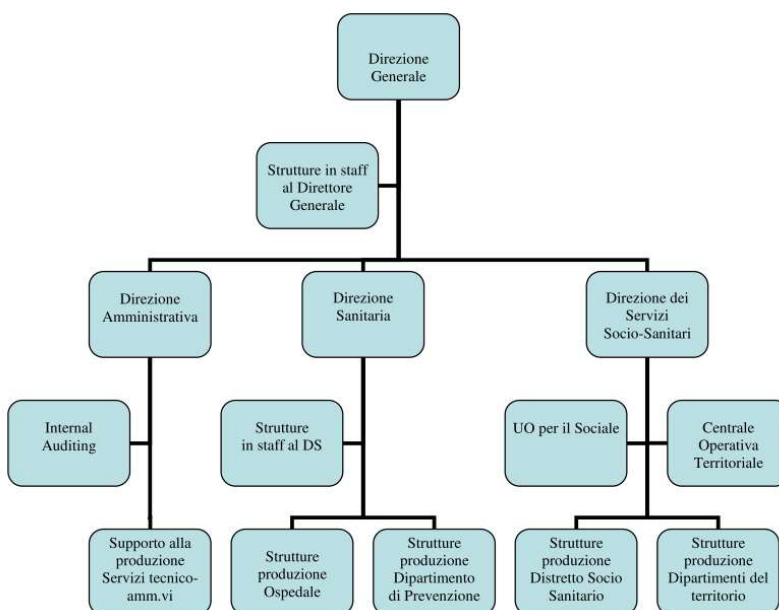 Direzione
Generale
Strutture in staff
al Direttore
Generale
Direzione
Amministrativa
Direzione
Sanitaria
Direzione dei
Servizi
Socio-Sanitari
Internal
Auditing
Strutture
in staff al DS
UO per il Sociale
Centrale
Operativa
Territoriale
Supporto alla
produzione
Servizi tecnico-
amm.vi
Strutture
produzione
Ospedale
Strutture
produzione
Dipartimento
di Prevenzione
Strutture
produzione
Distretto Socio
Sanitario
Strutture
produzione
Dipartimenti del
territorio